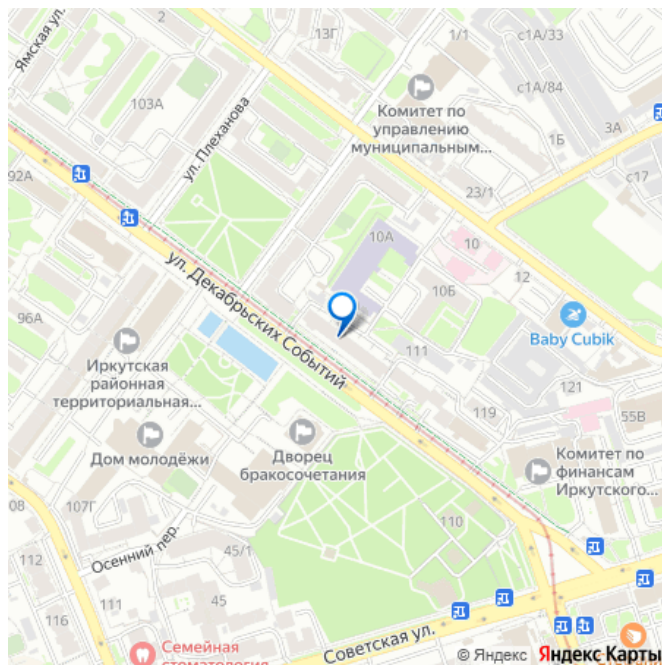 2
13Г
1/1
с1А/33
с1А/84
Ямская ул.
103А
ул. Плеханова
Комитет по
управлению
муниципальным...
1Б
3А
с17
92А
23/1
10А
10
12
10Б
ул. Декабрьских Событий
96А
Baby Cubik
111
Иркутская
районная
территориальная...
121
119
55В
Дом молодёжи
Дворец
бракосочетания
Комитет по
финансам
Иркутского...
08
107Г
110
Осенний пер.
45/1
112
111
45
116
Семейная
стоматология
Советская ул.
© Яндекс Яндекс Карты